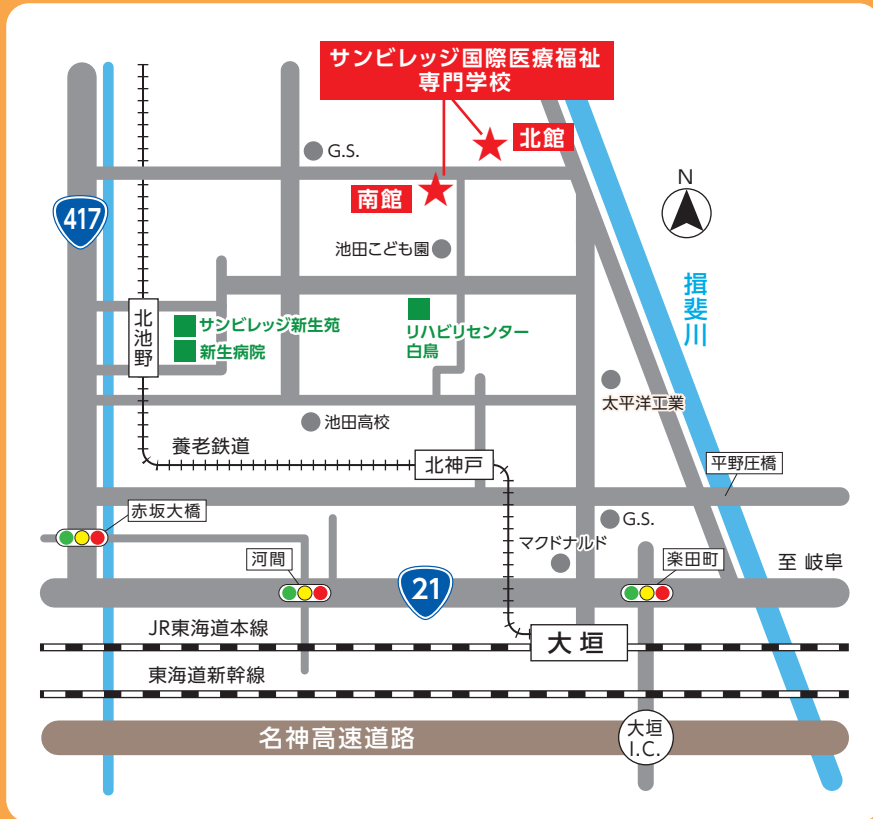 サンビレッジ国際医療福祉
専門学校
北館
G.S.
南館
N
417
池田こども園
揖斐川
北池野
サンビレッジ新生苑
新生病院
リハビリセンター
白鳥
太平洋工業
池田高校
養老鉄道
北神戸
平野圧橋
赤坂大橋
G.S.
マクドナルド
河間
楽田町
至 岐阜
21
JR東海道本線
大垣
東海道新幹線
名神高速道路
大垣
I.C.